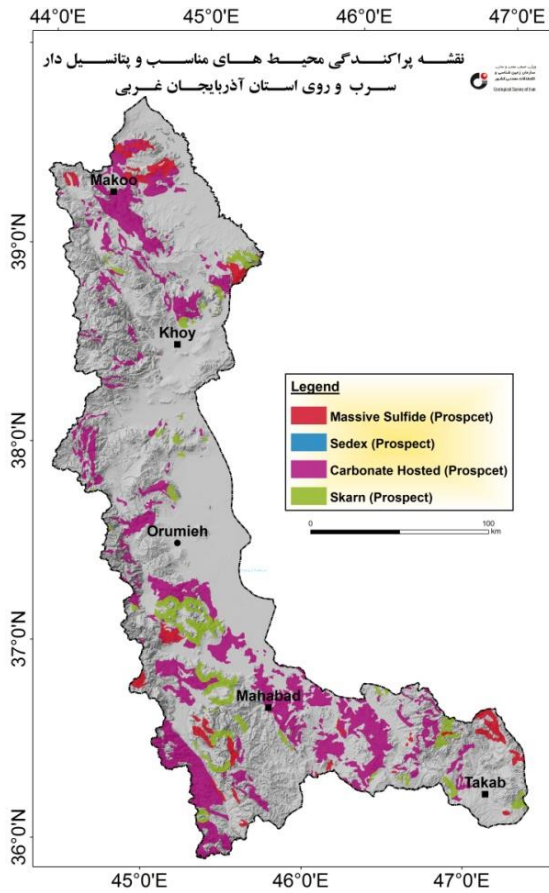 44°0'E 45°0'E 46°0'E 47°0'E
نقشه پراکندگی محیط های مناسب و پتانسیل دار
سرب و روی استان آذربایجان غربی
Geological Survey of Iran
39°0'N
38°0'N
37°0'N
36°0'N
Makoo
Khoy
Orumieh
Mahabad
Takab
Legend
Massive Sulfide (Prospcet)
Sedex (Prospect)
Carbonate Hosted (Prospcet)
Skarn (Prospect)
0 100
km
45°0'E 46°0'E 47°0'E